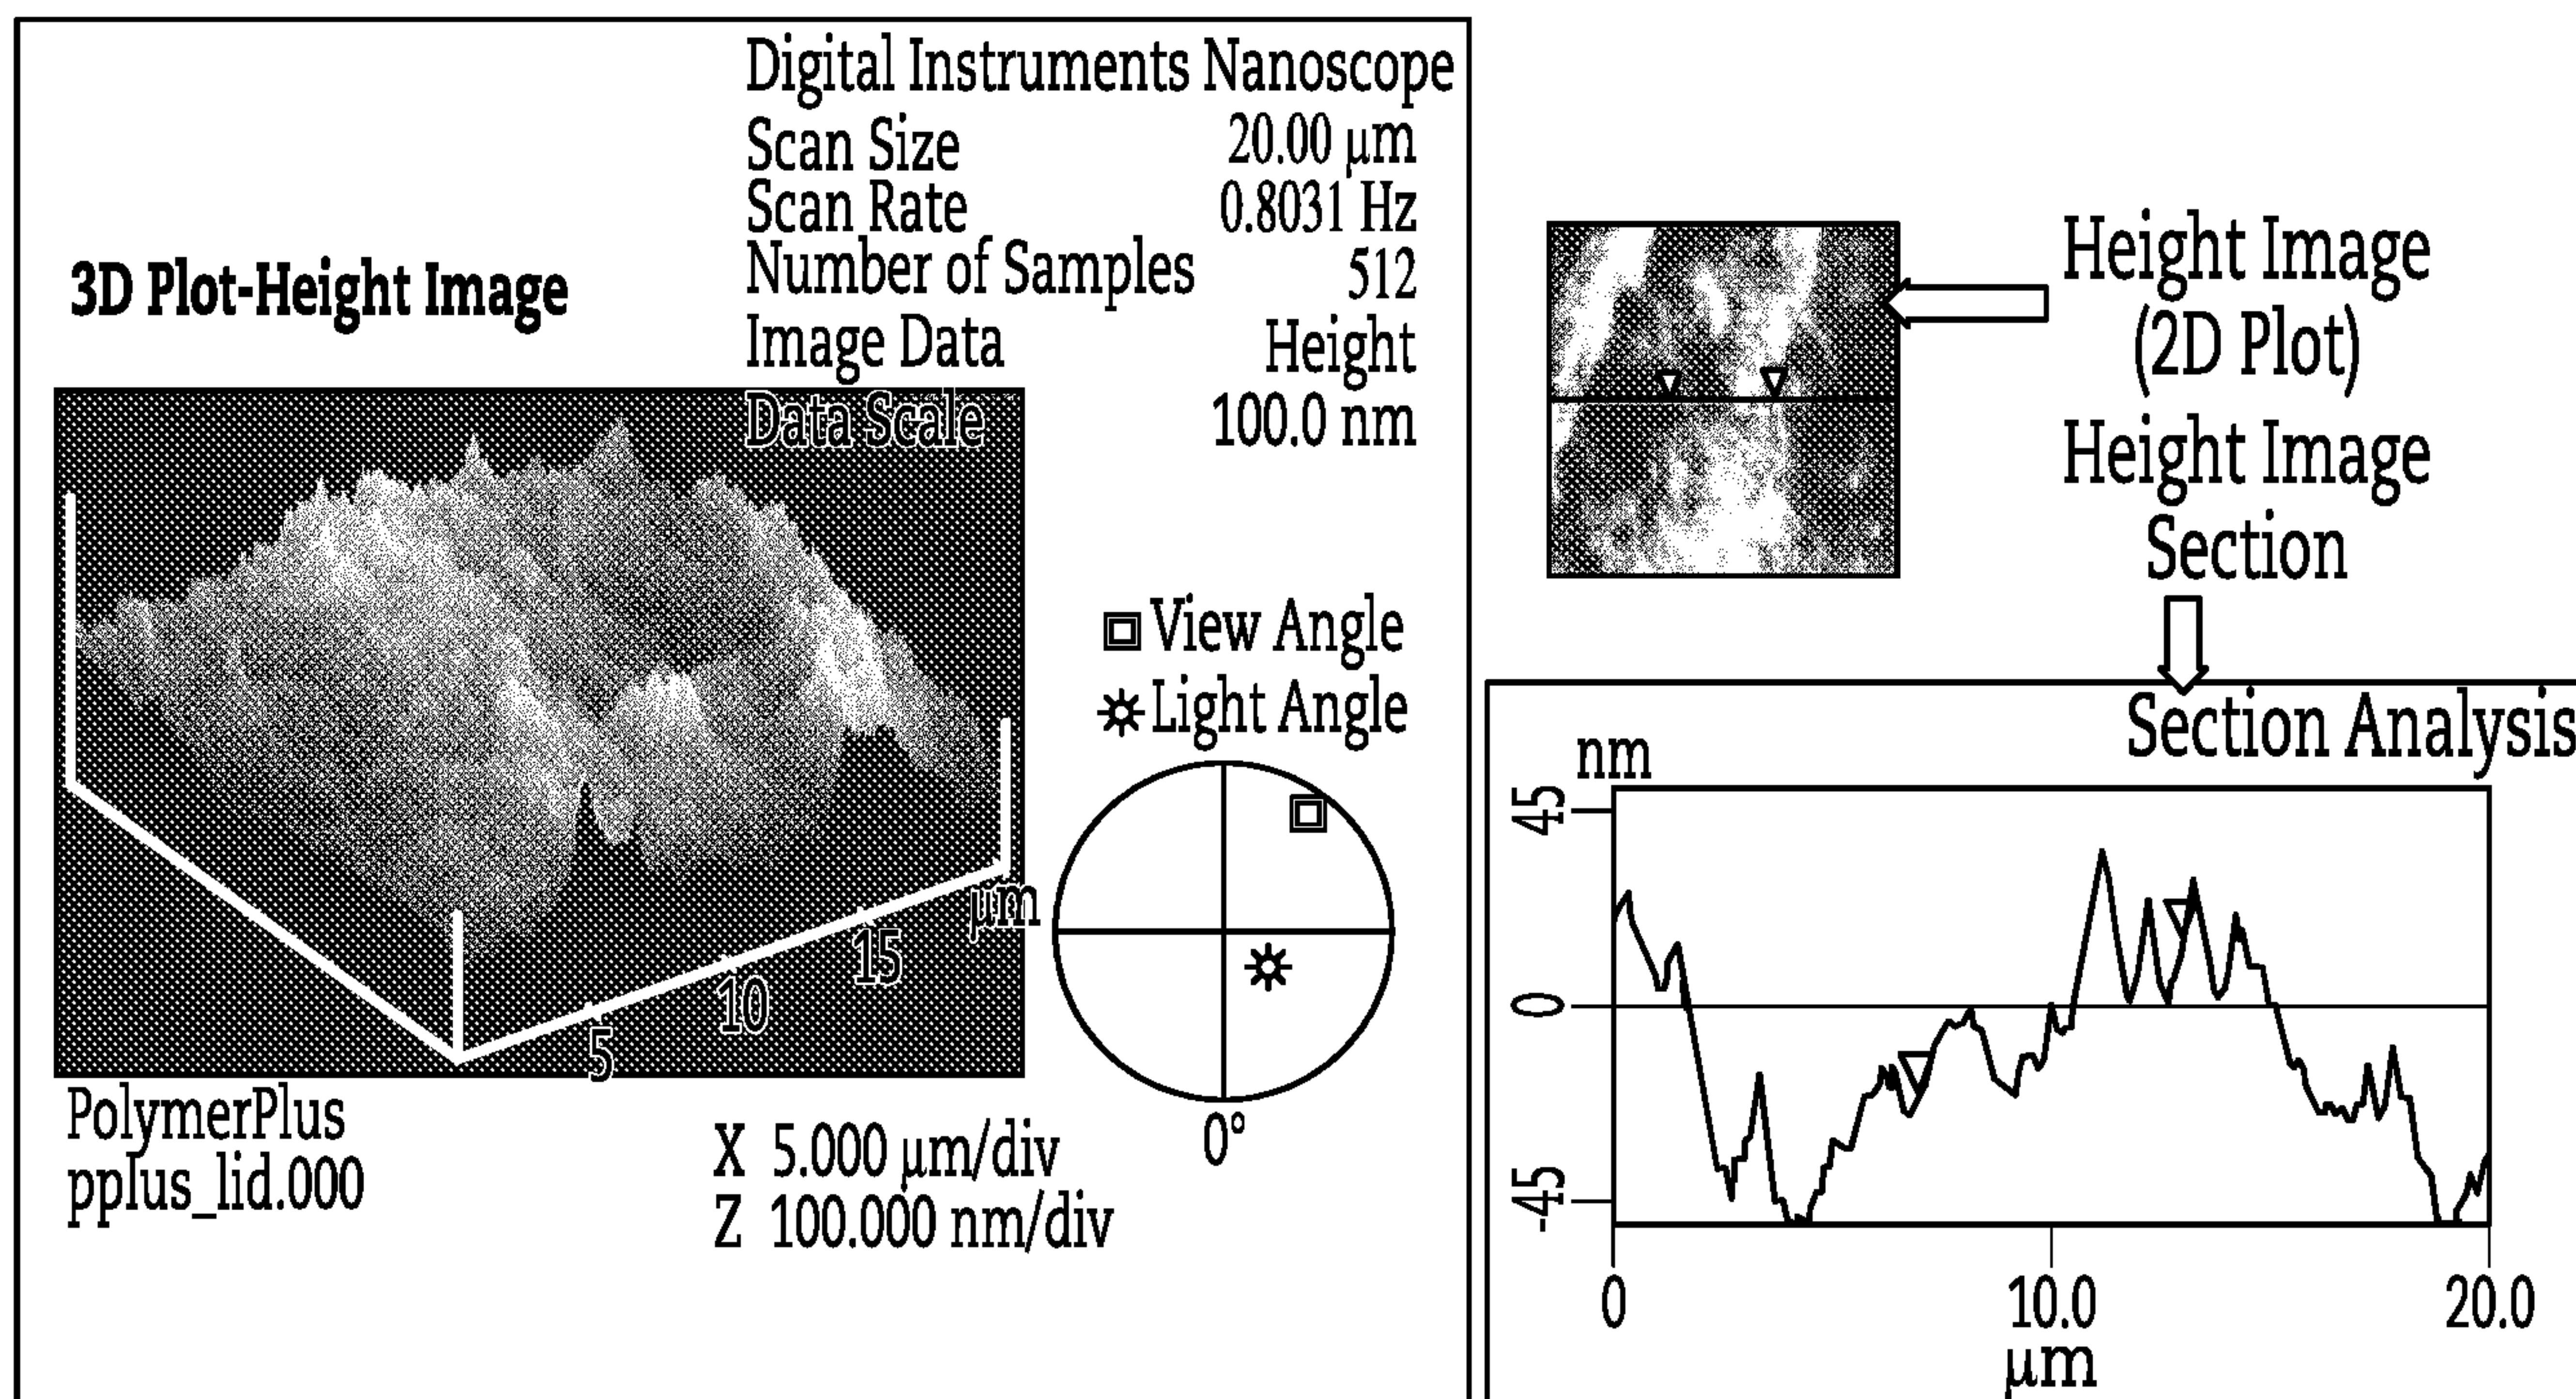 Digital Instruments Nanoscope
Scan Size 20.00 μm
Scan Rate 0.8031 Hz
Number of Samples 512
Image Data Height
Data Scale 100.0 nm
3D Plot-Height Image
View Angle
Light Angle
μm
15
10
5
0°
PolymerPlus
pplus_lid.000
X 5.000 μm/div
Z 100.000 nm/div
Height Image
(2D Plot)
Height Image
Section
Section Analysis
nm
45
0
-45
0 10.0 20.0
μm